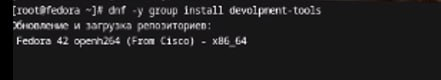 [root@fedora ~]# dnf -y group install devolpment-tools
Обновление и загрузка репозиториев:
Fedora 42 openh264 (From Cisco) - x86_64